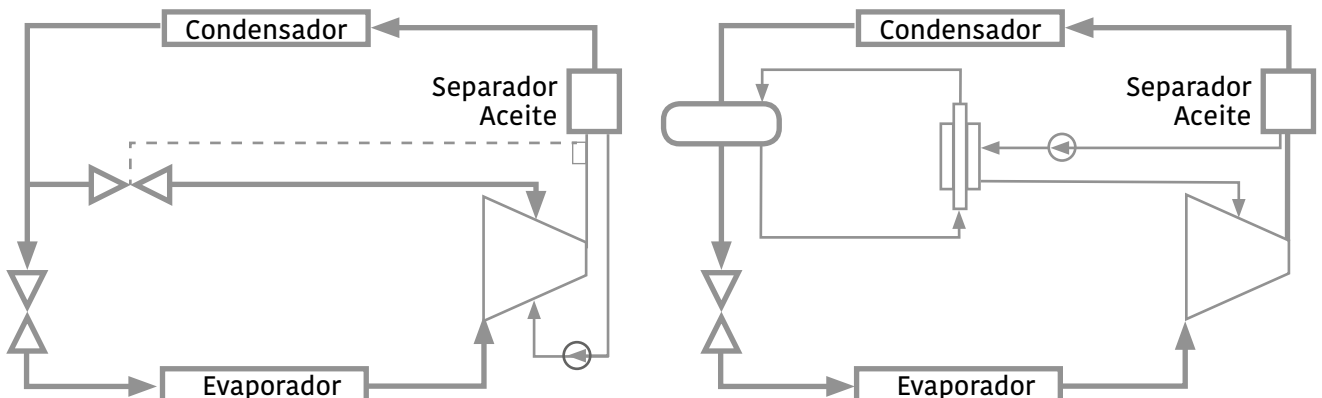 Condensador
Separador
Aceite
Evaporador
Condensador
Separador
Aceite
Evaporador